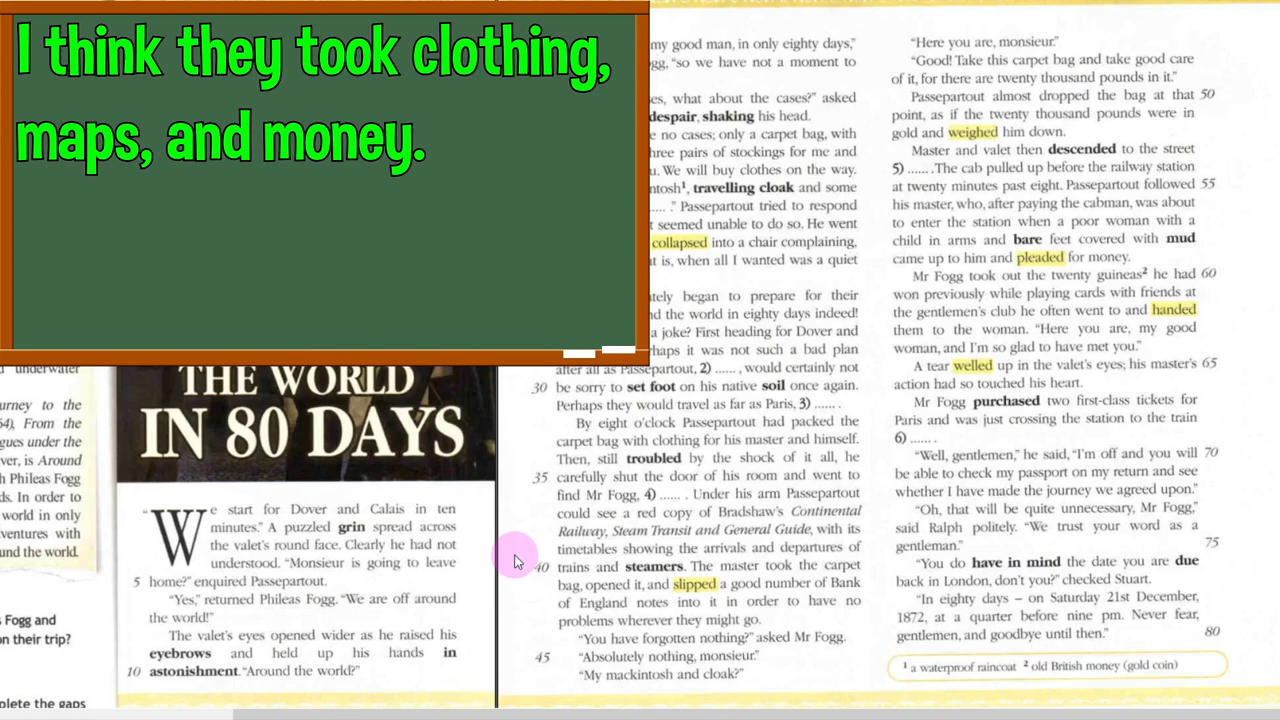 I think they took clothing,
maps, and money.
underwater
urney to the
54). From the
gues under the
ver, is Around
h Phileas Fogg
ds. In order to
world in only
ventures with
und the world.
s Fogg and
on their trip?
plete the gaps
THE WORLD
IN 80 DAYS
“We start for Dover and Calais in ten
minutes.” A puzzled grin spread across
the valet’s round face. Clearly he had not
understood. “Monsieur is going to leave
5 home?” enquired Passepartout.
“Yes,” returned Phileas Fogg. “We are off around
the world!”
The valet’s eyes opened wider as he raised his
eyebrows and held up his hands in
10 astonishment. “Around the world?”
my good man, in only eighty days,”
gg, “so we have not a moment to
es, what about the cases?” asked
despair, shaking his head.
e no cases; only a carpet bag, with
hree pairs of stockings for me and
u. We will buy clothes on the way.
ntosh¹, travelling cloak and some
..... .” Passepartout tried to respond
t seemed unable to do so. He went
collapsed into a chair complaining,
at is, when all I wanted was a quiet
tely began to prepare for their
nd the world in eighty days indeed!
a joke? First heading for Dover and
rhaps it was not such a bad plan
after all as Passepartout, 2) ...... , would certainly not
30 be sorry to set foot on his native soil once again.
Perhaps they would travel as far as Paris, 3) ...... .
By eight o’clock Passepartout had packed the
carpet bag with clothing for his master and himself.
Then, still troubled by the shock of it all, he
35 carefully shut the door of his room and went to
find Mr Fogg, 4) ...... . Under his arm Passepartout
could see a red copy of Bradshaw’s Continental
Railway, Steam Transit and General Guide, with its
timetables showing the arrivals and departures of
40 trains and steamers. The master took the carpet
bag, opened it, and slipped a good number of Bank
of England notes into it in order to have no
problems wherever they might go.
“You have forgotten nothing?” asked Mr Fogg.
45 “Absolutely nothing, monsieur.”
“My mackintosh and cloak?”
“Here you are, monsieur.”
“Good! Take this carpet bag and take good care
of it, for there are twenty thousand pounds in it.”
Passepartout almost dropped the bag at that 50
point, as if the twenty thousand pounds were in
gold and weighed him down.
Master and valet then descended to the street
5) ...... . The cab pulled up before the railway station
at twenty minutes past eight. Passepartout followed 55
his master, who, after paying the cabman, was about
to enter the station when a poor woman with a
child in arms and bare feet covered with mud
came up to him and pleaded for money.
Mr Fogg took out the twenty guineas² he had 60
won previously while playing cards with friends at
the gentlemen’s club he often went to and handed
them to the woman. “Here you are, my good
woman, and I’m so glad to have met you.”
A tear welled up in the valet’s eyes; his master’s 65
action had so touched his heart.
Mr Fogg purchased two first-class tickets for
Paris and was just crossing the station to the train
6) ...... .
“Well, gentlemen,” he said, “I’m off and you will 70
be able to check my passport on my return and see
whether I have made the journey we agreed upon.”
“Oh, that will be quite unnecessary, Mr Fogg,”
said Ralph politely. “We trust your word as a
gentleman.” 75
“You do have in mind the date you are due
back in London, don’t you?” checked Stuart.
“In eighty days – on Saturday 21st December,
1872, at a quarter before nine pm. Never fear,
gentlemen, and goodbye until then.” 80
¹ a waterproof raincoat ² old British money (gold coin)